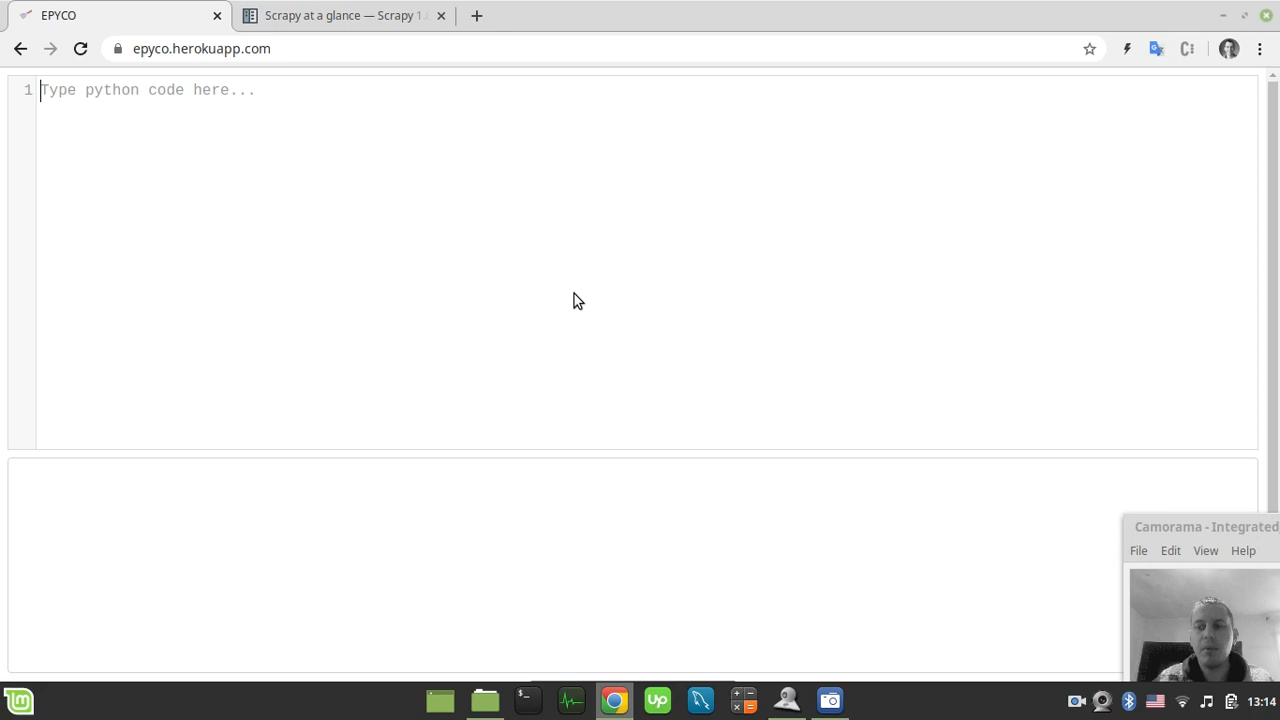 EPYCO
Scrapy at a glance — Scrapy 1
epyco.herokuapp.com
1
Type python code here...
Camorama - Integrated
File Edit View Help
up
13:14